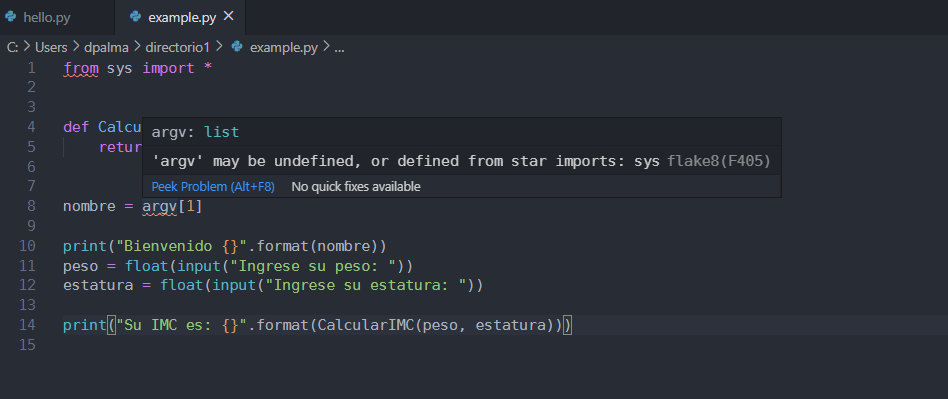 hello.py example.py
C: > Users > dpalma > directorio1 > example.py > ...
1 from sys import *
2
3
4 def Calcu
5 retur
argv: list
'argv' may be undefined, or defined from star imports: sys flake8(F405)
Peek Problem (Alt+F8) No quick fixes available
6
7
8 nombre = argv[1]
9
10 print("Bienvenido {}".format(nombre))
11 peso = float(input("Ingrese su peso: "))
12 estatura = float(input("Ingrese su estatura: "))
13
14 print("Su IMC es: {}".format(CalcularIMC(peso, estatura)))
15